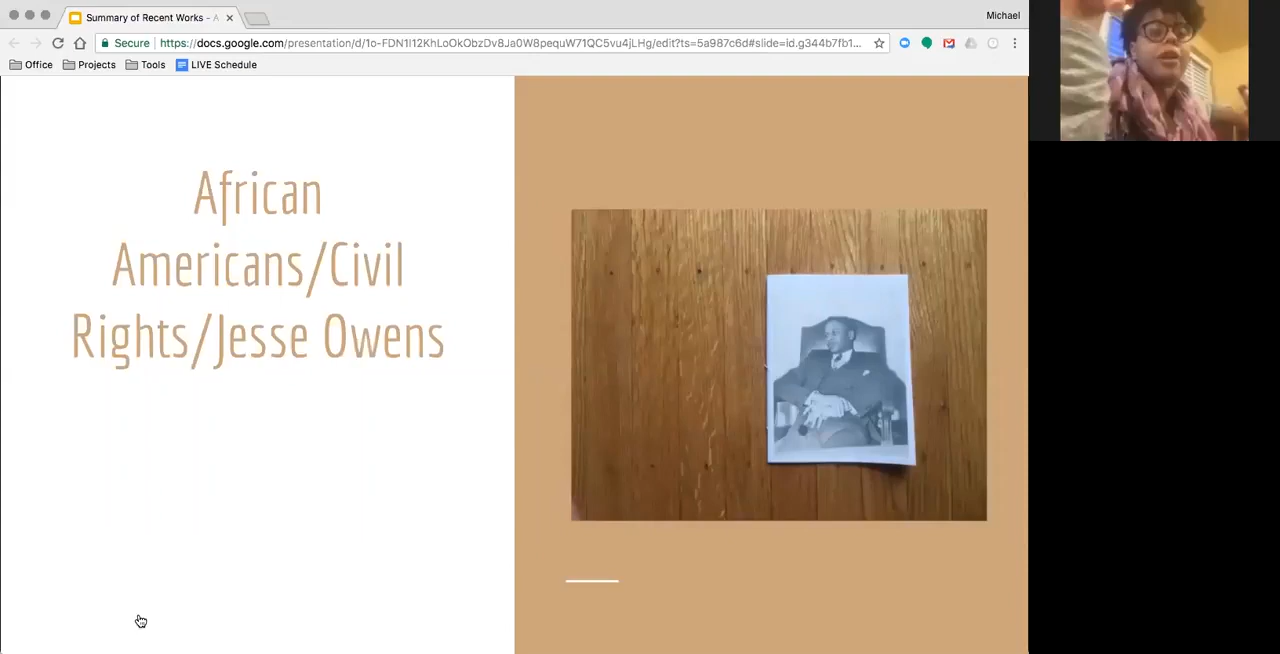 Summary of Recent Works - A
Michael
Secure
https://docs.google.com/presentation/d/1o-FDN1I12KhLoOkObzDv8Ja0W8pequW71QC5vu4jLHg/edit?ts=5a987c6d#slide=id.g344b7fb1...
Office
Projects
Tools
LIVE Schedule
African
Americans/Civil
Rights/Jesse Owens